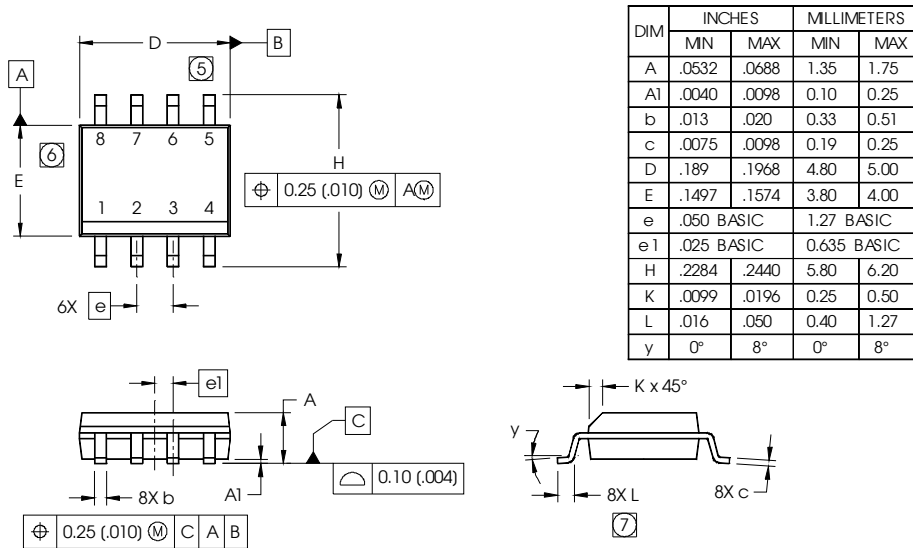 D
B
5
A
8 7 6 5
6
E
H
⌖ 0.25 (.010) Ⓜ AⓂ
1 2 3 4
6X e
DIM INCHES MILLIMETERS
MIN MAX MIN MAX
A .0532 .0688 1.35 1.75
A1 .0040 .0098 0.10 0.25
b .013 .020 0.33 0.51
c .0075 .0098 0.19 0.25
D .189 .1968 4.80 5.00
E .1497 .1574 3.80 4.00
e .050 BASIC 1.27 BASIC
e1 .025 BASIC 0.635 BASIC
H .2284 .2440 5.80 6.20
K .0099 .0196 0.25 0.50
L .016 .050 0.40 1.27
y 0° 8° 0° 8°
e1
A
C
⌓ 0.10 (.004)
A1
8X b
⌖ 0.25 (.010) Ⓜ C A B
K x 45°
y
8X L
8X c
7